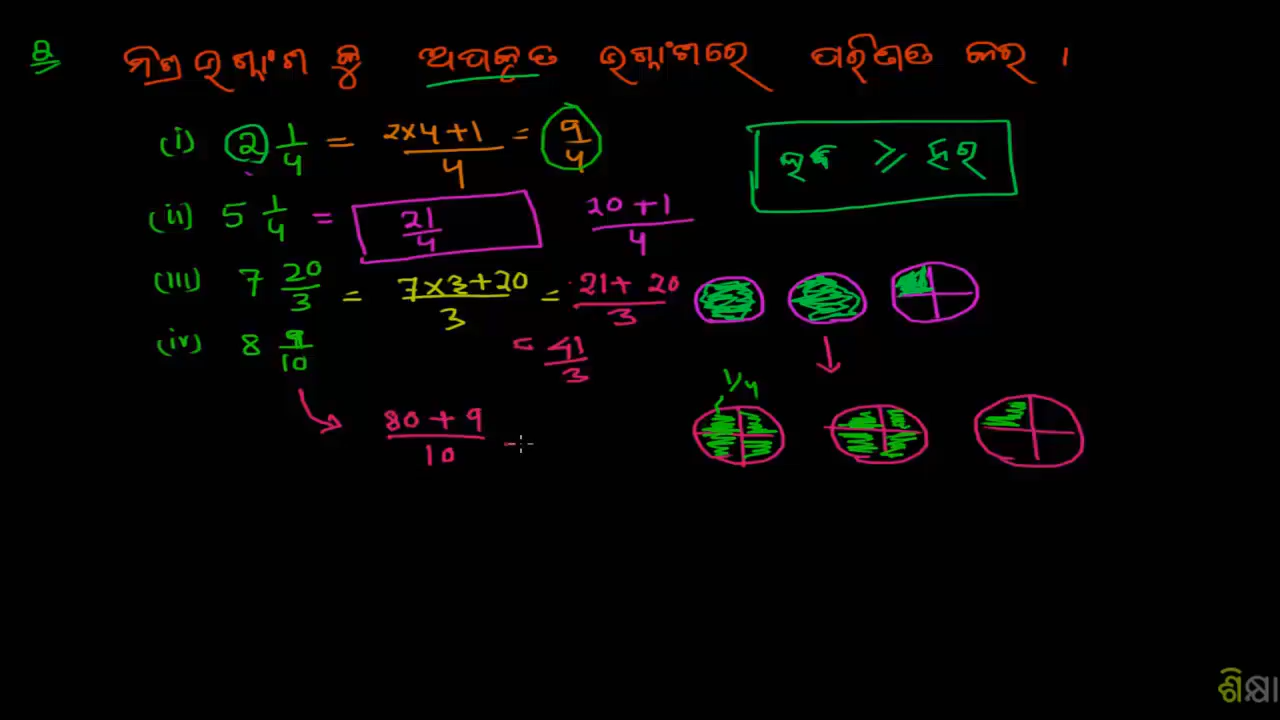 Q ମିଶ୍ର ଭଗ୍ନାଂଶ କୁ ଅପକୃତ ଭଗ୍ନାଂଶରେ ପରିଣତ କର ।
(i) 2 1/4 = (2×4+1)/4 = 9/4
ଲବ ≥ ହର
(ii) 5 1/4 = 21/4 (20+1)/4
(iii) 7 20/3 = (7×3+20)/3 = (21+20)/3
= 41/3
(iv) 8 9/10
1/4
(80+9)/10
ଶିକ୍ଷା